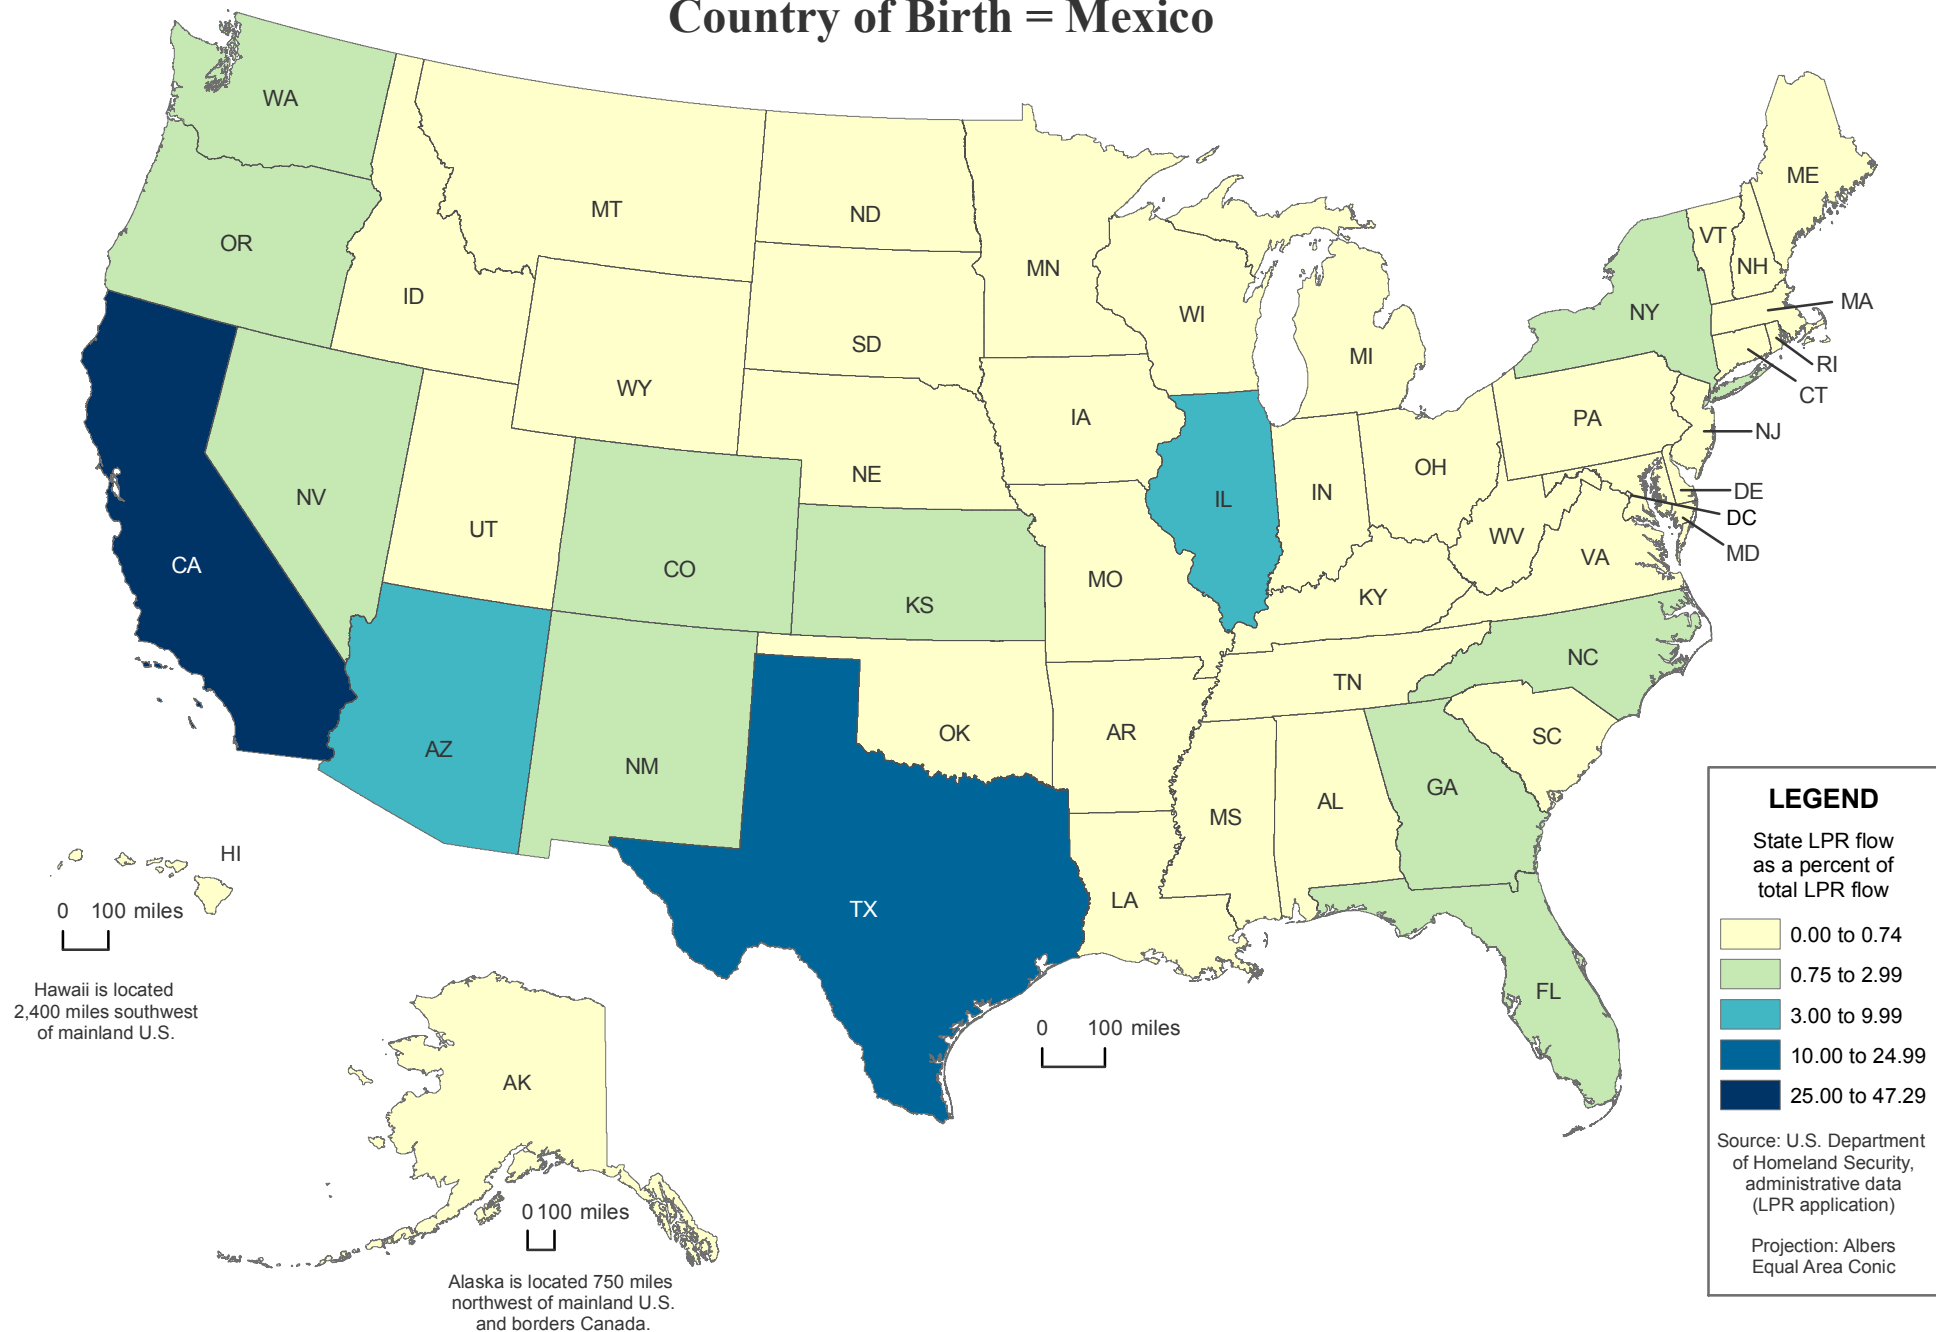 Country of Birth = Mexico
WA
OR
CA
NV
ID
MT
WY
UT
CO
AZ
NM
ND
SD
NE
KS
OK
TX
MN
IA
MO
AR
LA
WI
IL
MI
IN
OH
KY
TN
MS
AL
GA
FL
SC
NC
VA
WV
PA
NY
VT
NH
ME
MA
RI
CT
NJ
DE
DC
MD
HI
0 100 miles
Hawaii is located
2,400 miles southwest
of mainland U.S.
AK
0 100 miles
Alaska is located 750 miles
northwest of mainland U.S.
and borders Canada.
0 100 miles
LEGEND
State LPR flow
as a percent of
total LPR flow
0.00 to 0.74
0.75 to 2.99
3.00 to 9.99
10.00 to 24.99
25.00 to 47.29
Source: U.S. Department
of Homeland Security,
administrative data
(LPR application)
Projection: Albers
Equal Area Conic